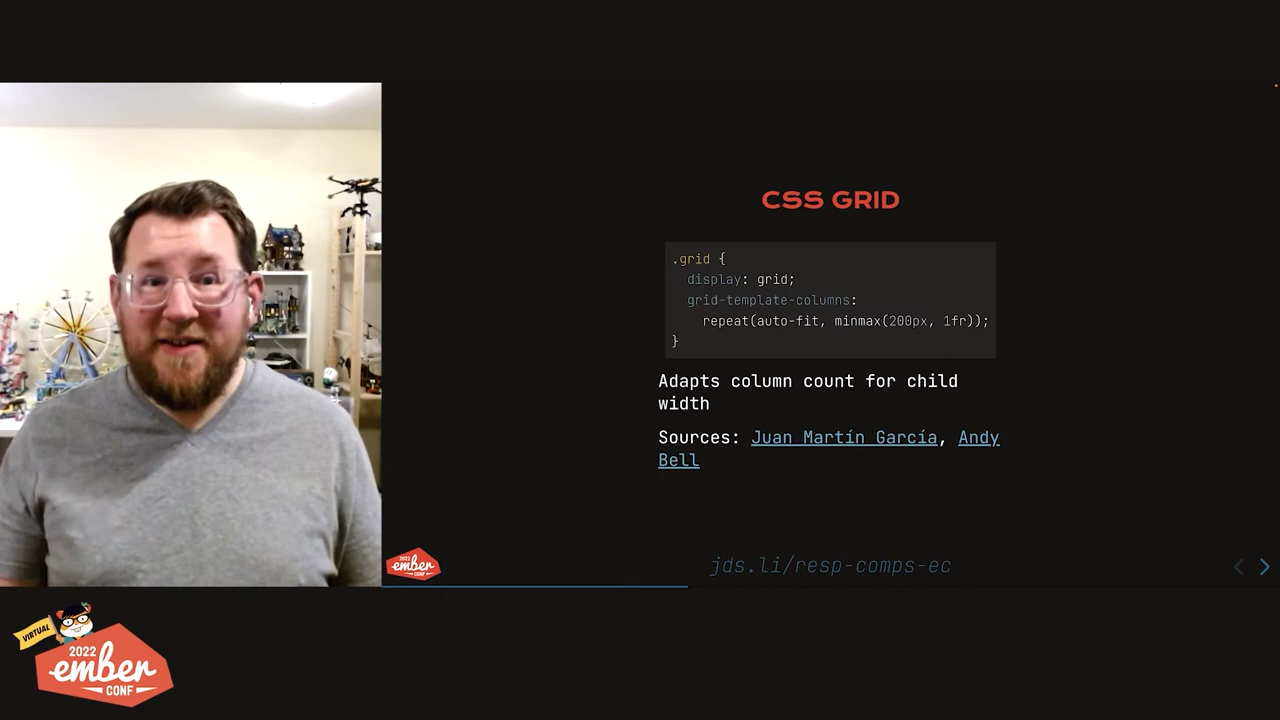 CSS GRID
.grid {
display: grid;
grid-template-columns:
repeat(auto-fit, minmax(200px, 1fr));
}
Adapts column count for child
width
Sources: Juan Martín García, Andy
Bell
2022
ember
CONF
jds.li/resp-comps-ec
VIRTUAL
2022
ember
CONF